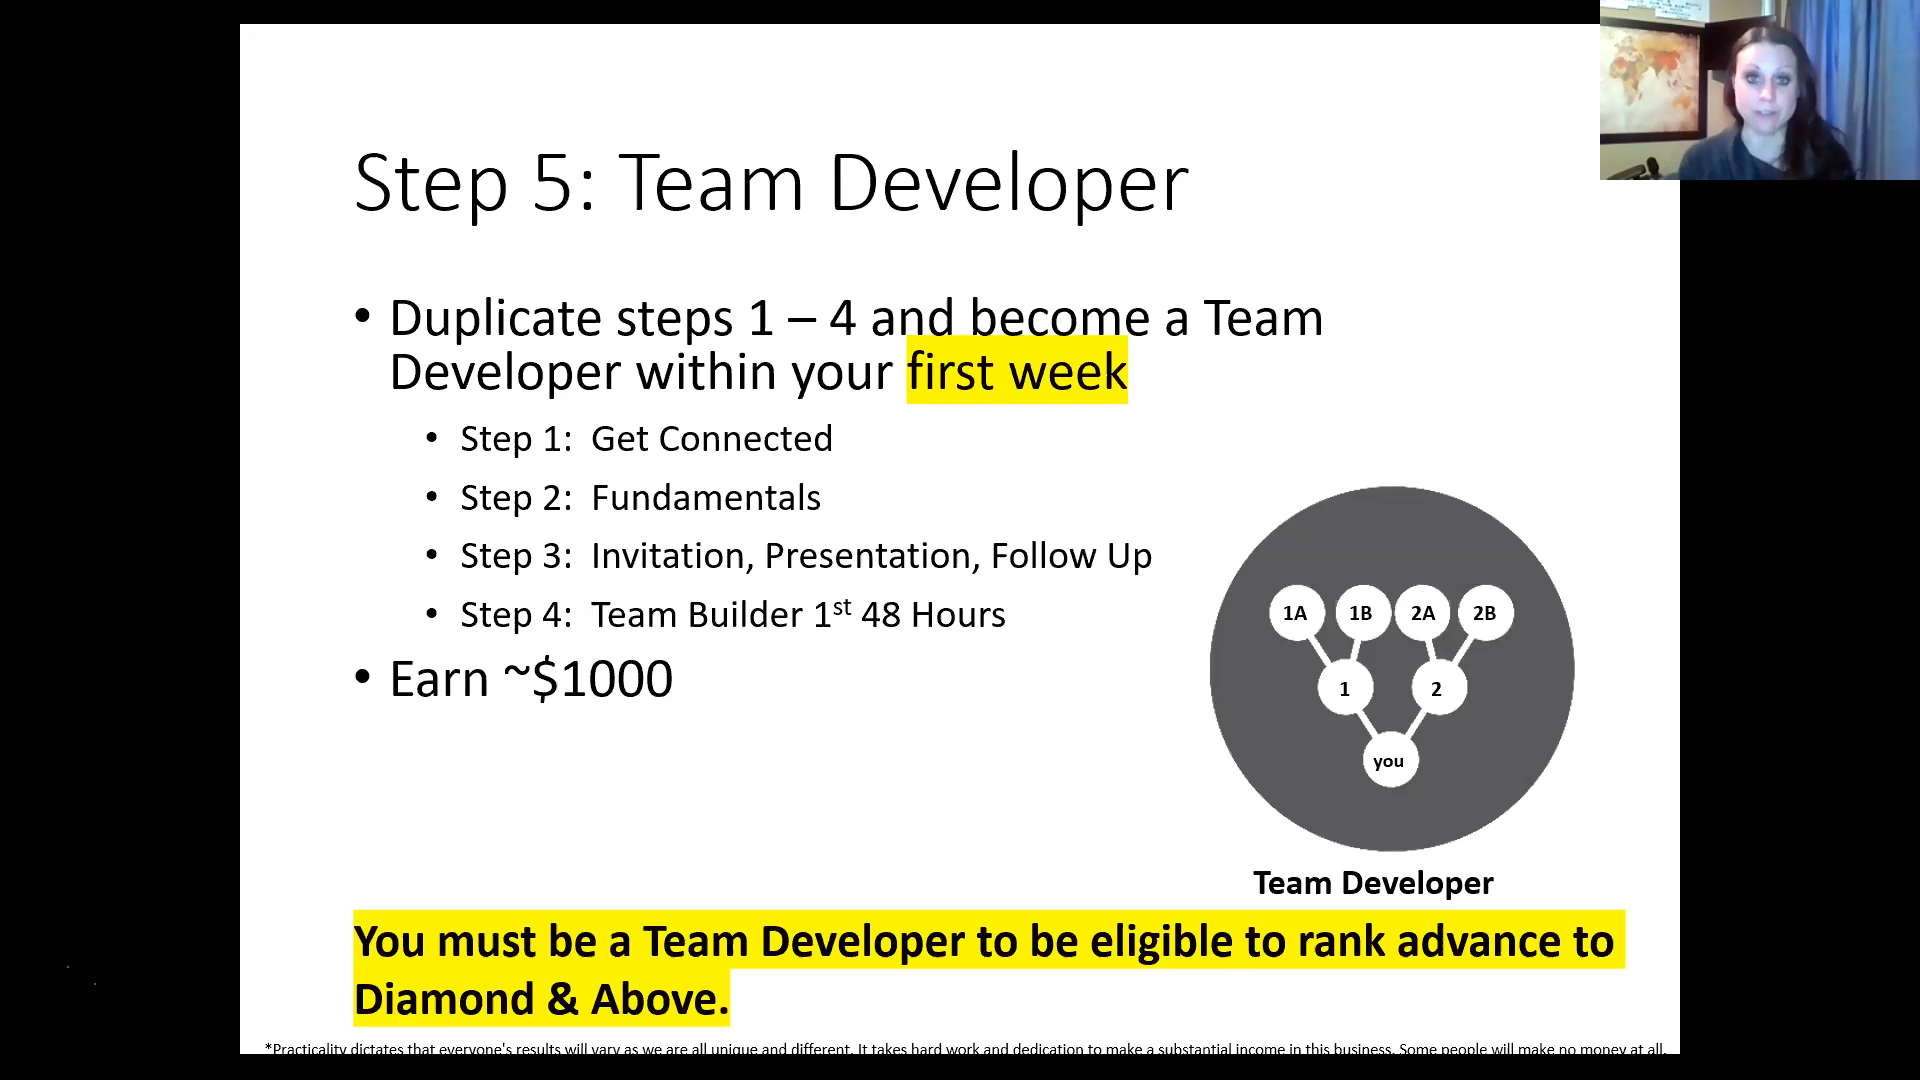 Step 5: Team Developer
• Duplicate steps 1 – 4 and become a Team
Developer within your first week
• Step 1: Get Connected
• Step 2: Fundamentals
• Step 3: Invitation, Presentation, Follow Up
• Step 4: Team Builder 1st 48 Hours
• Earn ~$1000
1A 1B 2A 2B
1 2
you
Team Developer
You must be a Team Developer to be eligible to rank advance to
Diamond & Above.
*Practicality dictates that everyone's results will vary as we are all unique and different. It takes hard work and dedication to make a substantial income in this business. Some people will make no money at all.